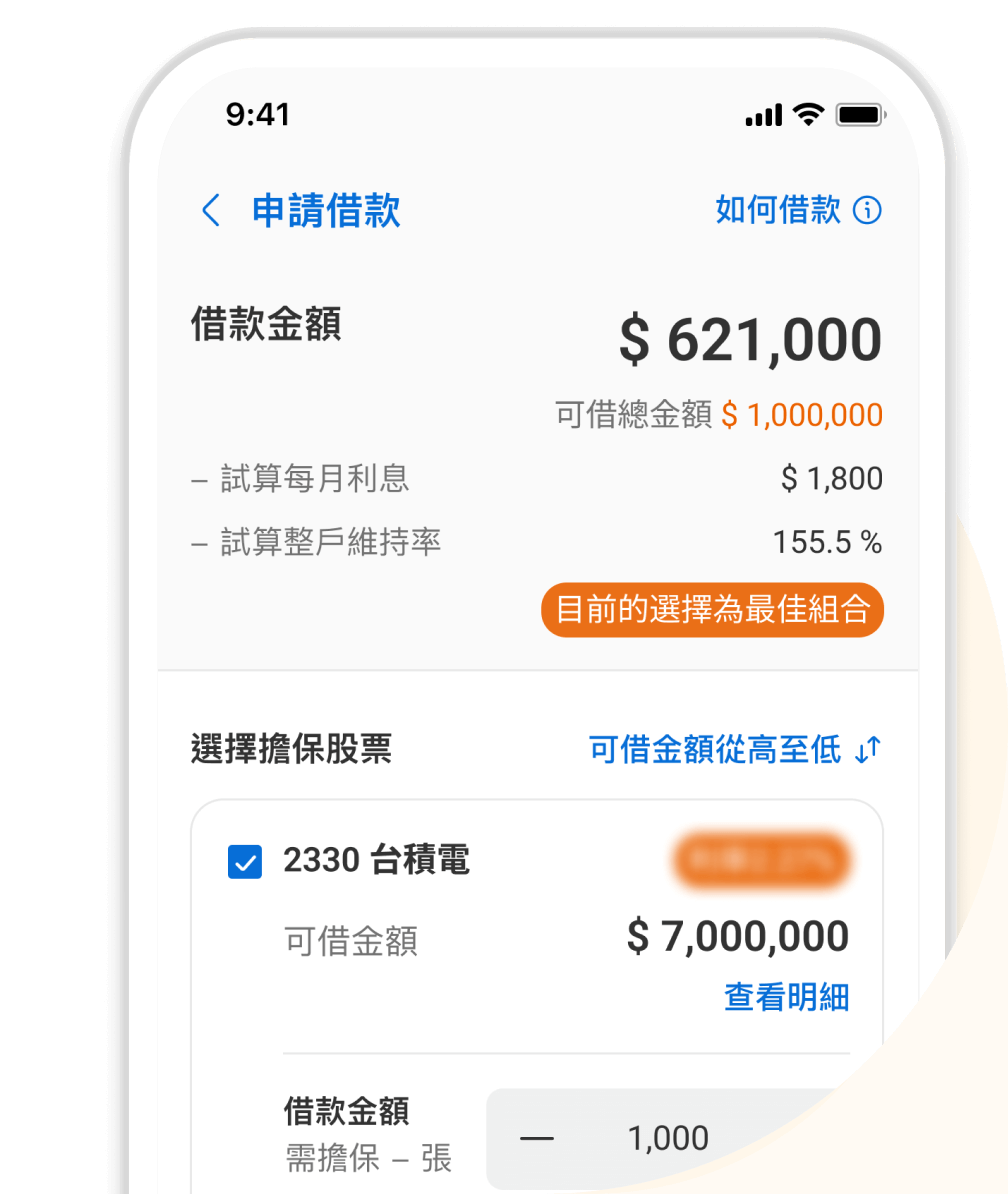 9:41
申請借款 如何借款
借款金額 $ 621,000
可借總金額 $ 1,000,000
– 試算每月利息 $ 1,800
– 試算整戶維持率 155.5 %
目前的選擇為最佳組合
選擇擔保股票 可借金額從高至低
2330 台積電
可借金額 $ 7,000,000
查看明細
借款金額
需擔保 – 張
— 1,000